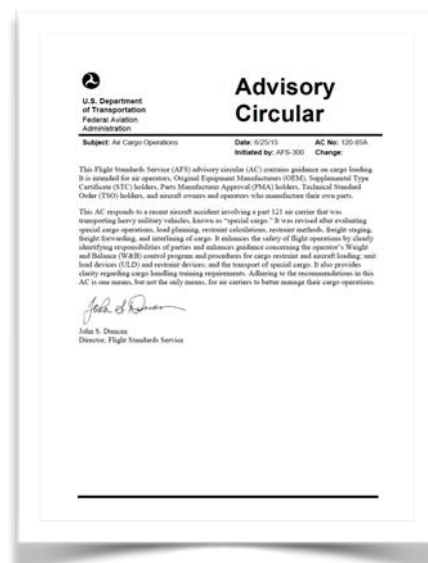 U.S. Department
of Transportation
Federal Aviation
Administration
Advisory
Circular
Subject: Air Cargo Operations
Date: 6/25/15
Initiated by: AFS-300
AC No: 120-85A
Change:
This Flight Standards Service (AFS) advisory circular (AC) contains guidance on cargo loading.
It is intended for air operators, Original Equipment Manufacturers (OEM), Supplemental Type
Certificate (STC) holders, Parts Manufacturer Approval (PMA) holders, Technical Standard
Order (TSO) holders, and aircraft owners and operators who manufacture their own parts.
This AC responds to a recent aircraft accident involving a part 121 air carrier that was
transporting heavy military vehicles, known as “special cargo.” It was revised after evaluating
special cargo operations, load planning, restraint calculations, restraint methods, freight staging,
freight forwarding, and interlining of cargo. It enhances the safety of flight operations by clearly
identifying responsibilities of parties and enhances guidance concerning the operator’s Weight
and Balance (W&B) control program and procedures for cargo restraint and aircraft loading; unit
load devices (ULD) and restraint devices; and the transport of special cargo. It also provides
clarity regarding cargo handling training requirements. Adhering to the recommendations in this
AC is one means, but not the only means, for air carriers to better manage their cargo operations.
John S. Duncan
John S. Duncan
Director, Flight Standards Service